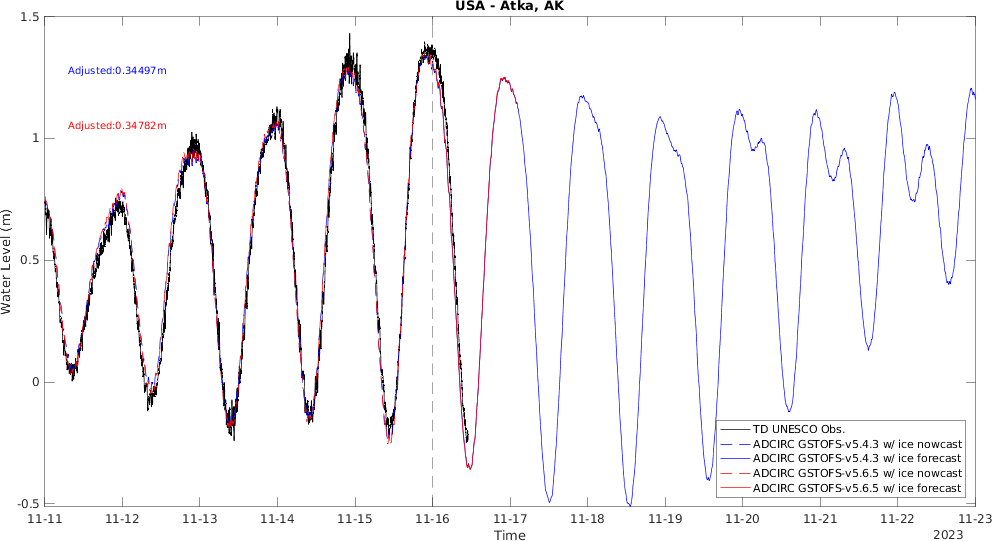 USA - Atka, AK
1.5
1
0.5
0
-0.5
Water Level (m)
Adjusted:0.34497m
Adjusted:0.34782m
TD UNESCO Obs.
ADCIRC GSTOFS-v5.4.3 w/ ice nowcast
ADCIRC GSTOFS-v5.4.3 w/ ice forecast
ADCIRC GSTOFS-v5.6.5 w/ ice nowcast
ADCIRC GSTOFS-v5.6.5 w/ ice forecast
11-11 11-12 11-13 11-14 11-15 11-16 11-17 11-18 11-19 11-20 11-21 11-22 11-23
Time
2023